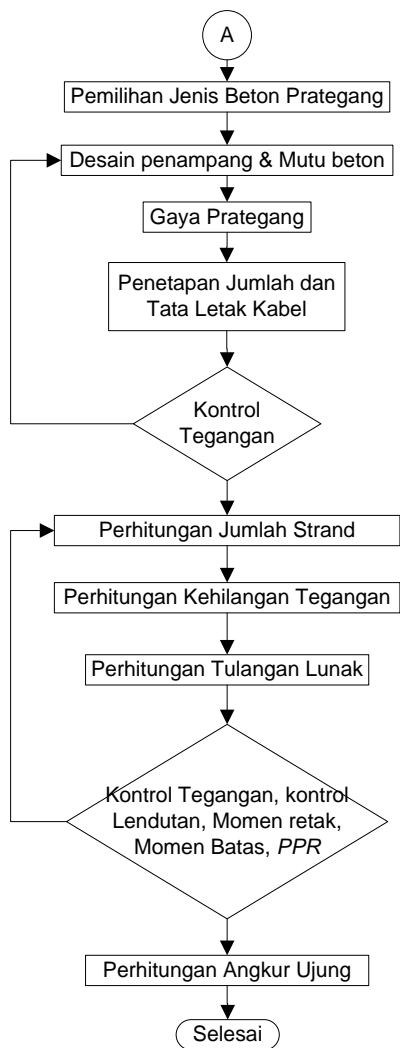 A
Pemilihan Jenis Beton Prategang
Desain penampang & Mutu beton
Gaya Prategang
Penetapan Jumlah dan
Tata Letak Kabel
Kontrol
Tegangan
Perhitungan Jumlah Strand
Perhitungan Kehilangan Tegangan
Perhitungan Tulangan Lunak
Kontrol Tegangan, kontrol
Lendutan, Momen retak,
Momen Batas, PPR
Perhitungan Angkur Ujung
Selesai